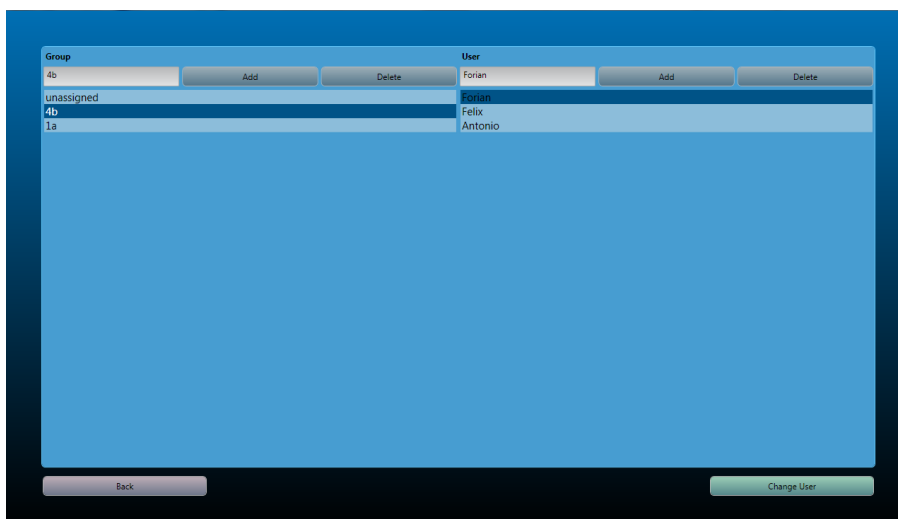 Group User
4b Add Delete Forian Add Delete
unassigned Forian
4b Felix
1a Antonio
Back Change User